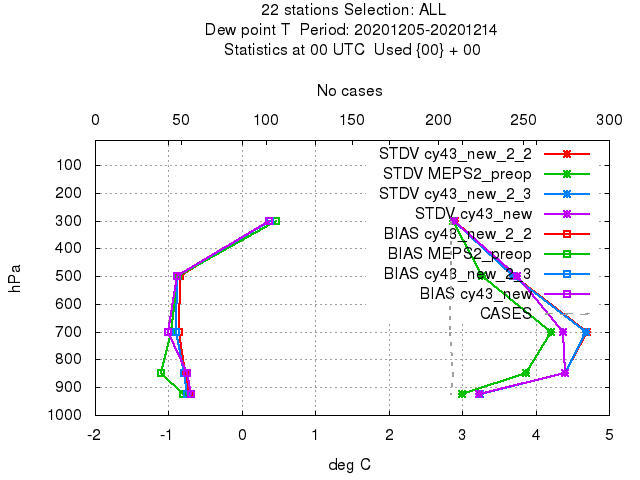 22 stations Selection: ALL
Dew point T  Period: 20201205-20201214
Statistics at 00 UTC  Used {00} + 00
No cases
0 50 100 150 200 250 300
STDV cy43_new_2_2
STDV MEPS2_preop
STDV cy43_new_2_3
STDV cy43_new
BIAS cy43_new_2_2
BIAS MEPS2_preop
BIAS cy43_new_2_3
BIAS cy43_new
CASES
hPa
100
200
300
400
500
600
700
800
900
1000
-2 -1 0 1 2 3 4 5
deg C